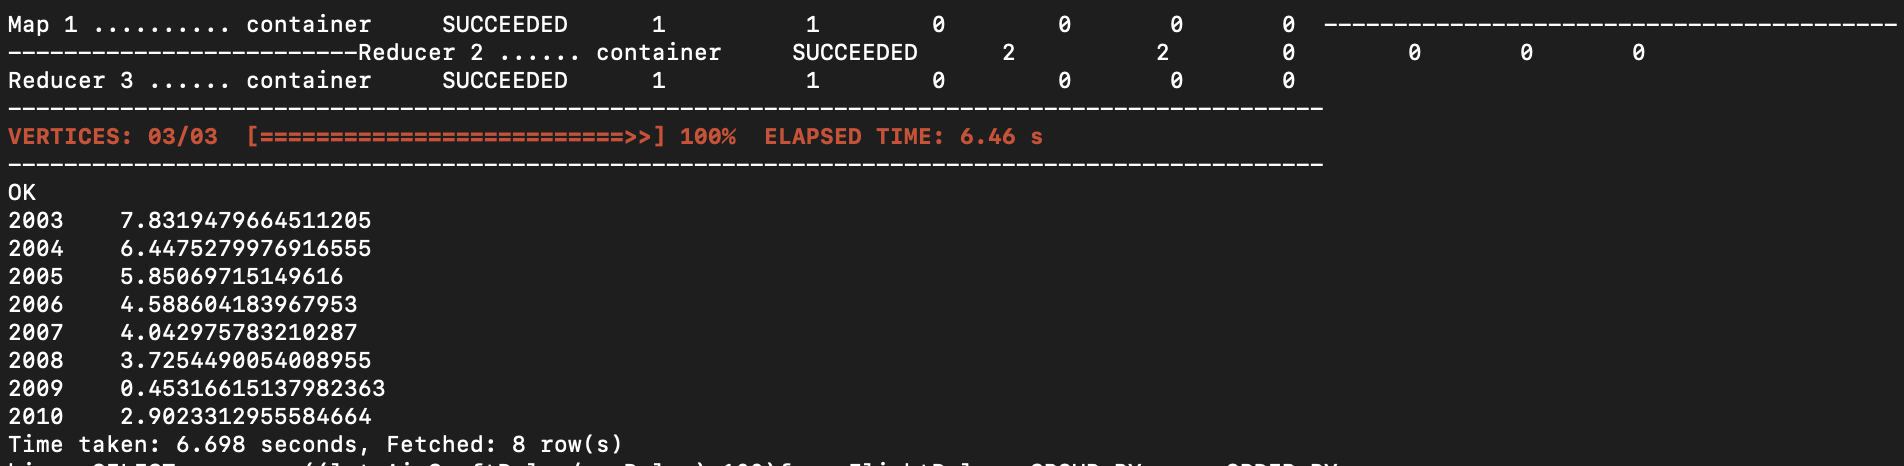 Map 1 .......... container     SUCCEEDED      1          1        0        0       0       0  -----------------------------------------
-------------------------Reducer 2 ...... container     SUCCEEDED      2          2        0        0       0       0
Reducer 3 ...... container     SUCCEEDED      1          1        0        0       0       0
----------------------------------------------------------------------------------------------
VERTICES: 03/03  [==========================>>] 100%  ELAPSED TIME: 6.46 s
----------------------------------------------------------------------------------------------
OK
2003    7.8319479664511205
2004    6.4475279976916555
2005    5.85069715149616
2006    4.588604183967953
2007    4.042975783210287
2008    3.7254490054008955
2009    0.45316615137982363
2010    2.9023312955584664
Time taken: 6.698 seconds, Fetched: 8 row(s)